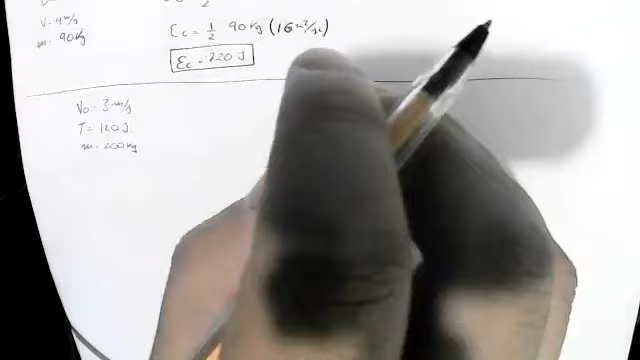 V = 4 m/s
m: 90 Kg
Ec = 1/2 90 Kg (16 m²/s²)
Ec = 720 J.
Vo = 3 m/s
T = 120 J.
m = 200 Kg